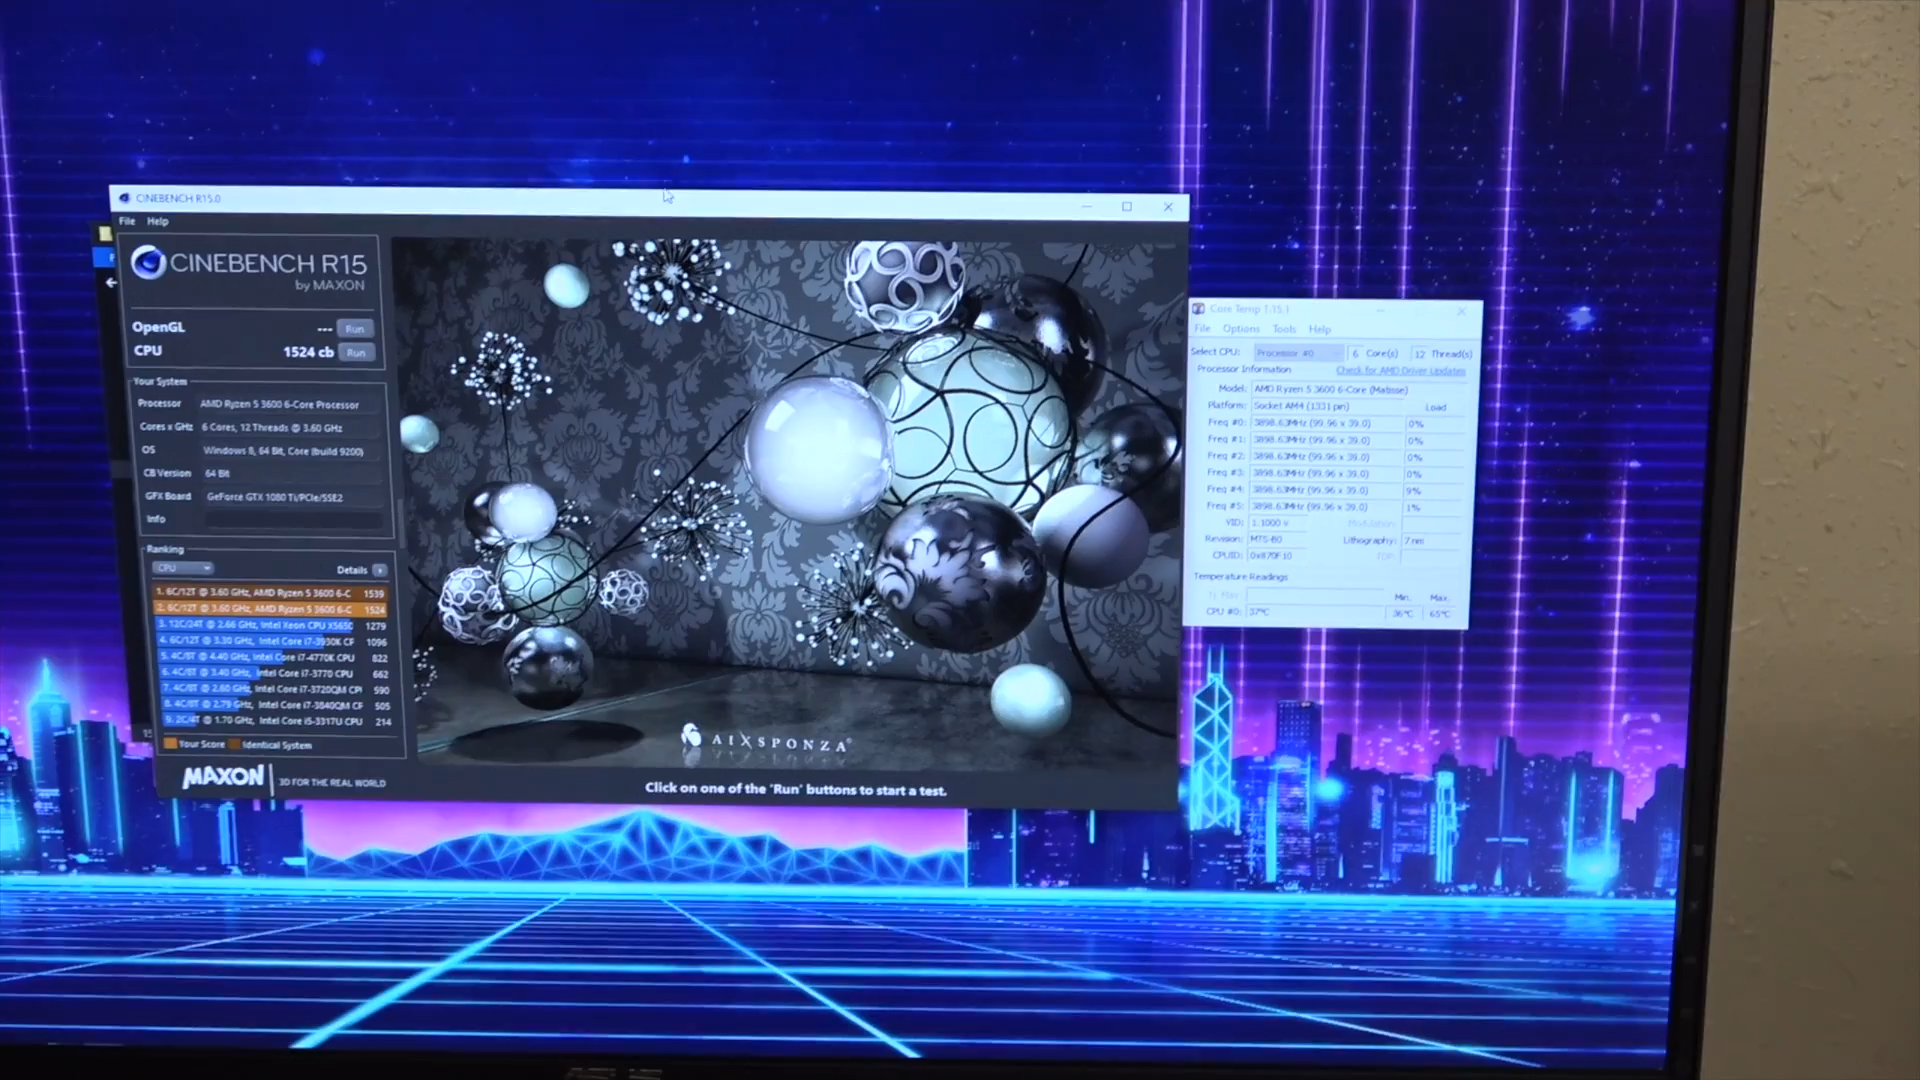 CINEBENCH R15.0
File Help
CINEBENCH R15
by MAXON
OpenGL --- Run
CPU 1524 cb Run
Your System
Processor AMD Ryzen 5 3600 6-Core Processor
Cores x GHz 6 Cores, 12 Threads @ 3.60 GHz
OS Windows 8, 64 Bit, Core (build 9200)
CB Version 64 Bit
GFX Board GeForce GTX 1080 Ti/PCIe/SSE2
Info
Ranking
CPU Details
1. 6C/12T @ 3.60 GHz, AMD Ryzen 5 3600 6-C 1539
2. 6C/12T @ 3.60 GHz, AMD Ryzen 5 3600 6-C 1524
3. 12C/24T @ 2.66 GHz, Intel Xeon CPU X5650 1279
4. 6C/12T @ 3.30 GHz, Intel Core i7-3930K CP 1096
5. 4C/8T @ 4.40 GHz, Intel Core i7-4770K CPU 822
6. 4C/8T @ 3.40 GHz, Intel Core i7-3770 CPU 662
7. 4C/8T @ 2.60 GHz, Intel Core i7-3720QM CPI 590
8. 4C/8T @ 2.79 GHz, Intel Core i7-3840QM CP 505
9. 2C/4T @ 1.70 GHz, Intel Core i5-3317U CPU 214
Your Score Identical System
MAXON 3D FOR THE REAL WORLD
AIXSPONZA®
Click on one of the 'Run' buttons to start a test.
Core Temp 1.15.1
File Options Tools Help
Select CPU: Processor #0 6 Core(s) 12 Thread(s)
Processor Information Check for AMD Driver Updates
Model: AMD Ryzen 5 3600 6-Core (Matisse)
Platform: Socket AM4 (1331 pin) Load
Freq #0: 3898.63MHz (99.96 x 39.0) 0%
Freq #1: 3898.63MHz (99.96 x 39.0) 0%
Freq #2: 3898.63MHz (99.96 x 39.0) 0%
Freq #3: 3898.63MHz (99.96 x 39.0) 0%
Freq #4: 3898.63MHz (99.96 x 39.0) 9%
Freq #5: 3898.63MHz (99.96 x 39.0) 1%
VID: 1.1000 v Modulation:
Revision: MTS-B0 Lithography: 7 nm
CPUID: 0x870F10 TDP:
Temperature Readings
Tj. Max: Min. Max.
CPU #0: 37°C 36°C 65°C